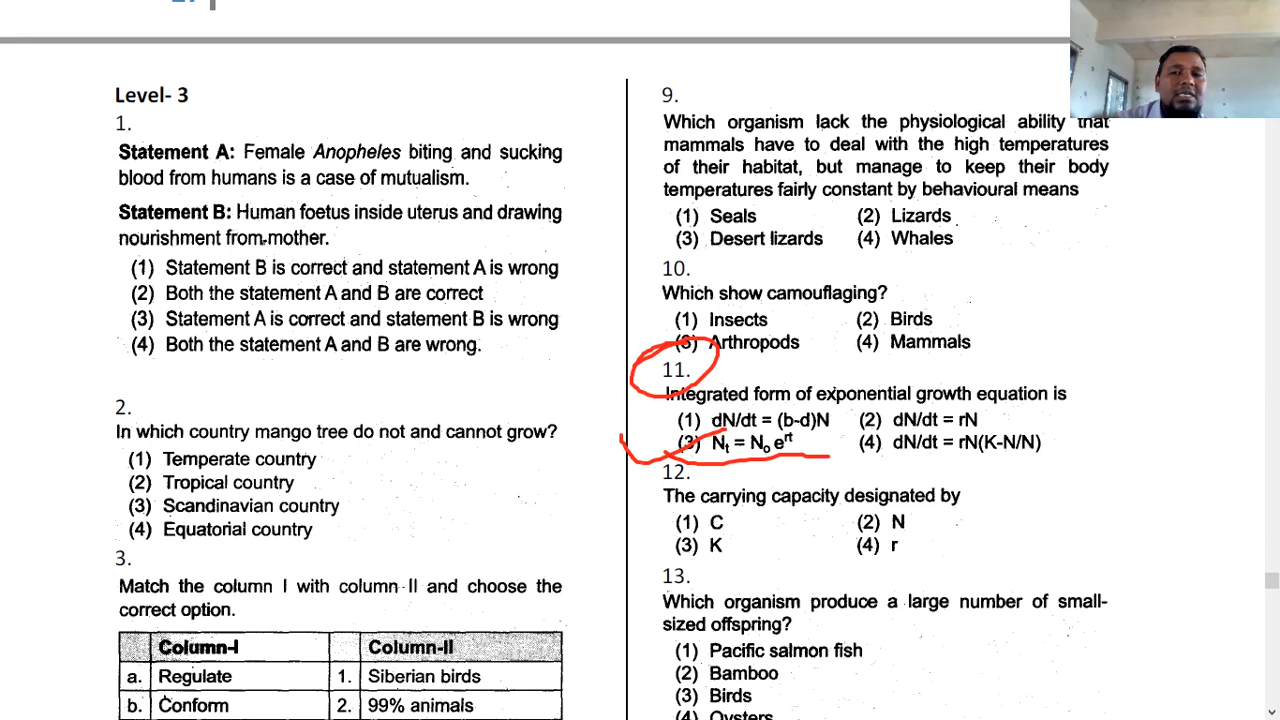 Level- 3
1.
Statement A: Female Anopheles biting and sucking
blood from humans is a case of mutualism.
Statement B: Human foetus inside uterus and drawing
nourishment from mother.
(1) Statement B is correct and statement A is wrong
(2) Both the statement A and B are correct
(3) Statement A is correct and statement B is wrong
(4) Both the statement A and B are wrong.
2.
In which country mango tree do not and cannot grow?
(1) Temperate country
(2) Tropical country
(3) Scandinavian country
(4) Equatorial country
3.
Match the column I with column II and choose the
correct option.
Column-I Column-II
a. Regulate 1. Siberian birds
b. Conform 2. 99% animals
9.
Which organism lack the physiological ability that
mammals have to deal with the high temperatures
of their habitat, but manage to keep their body
temperatures fairly constant by behavioural means
(1) Seals (2) Lizards
(3) Desert lizards (4) Whales
10.
Which show camouflaging?
(1) Insects (2) Birds
(3) Arthropods (4) Mammals
11.
Integrated form of exponential growth equation is
(1) dN/dt = (b-d)N (2) dN/dt = rN
(3) Nt = No e^rt (4) dN/dt = rN(K-N/N)
12.
The carrying capacity designated by
(1) C (2) N
(3) K (4) r
13.
Which organism produce a large number of small-
sized offspring?
(1) Pacific salmon fish
(2) Bamboo
(3) Birds
(4) Oysters